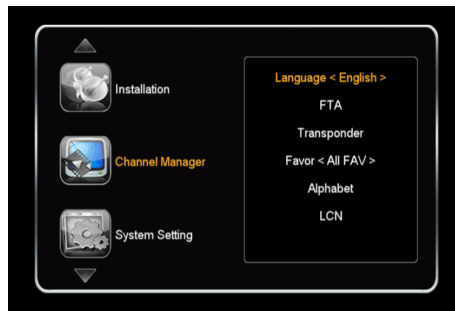 Installation
Channel Manager
System Setting
Language < English >
FTA
Transponder
Favor < All FAV >
Alphabet
LCN